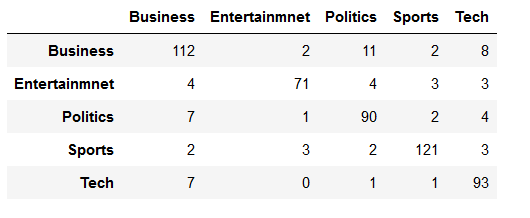 Business Entertainmnet Politics Sports Tech
Business 112 2 11 2 8
Entertainmnet 4 71 4 3 3
Politics 7 1 90 2 4
Sports 2 3 2 121 3
Tech 7 0 1 1 93